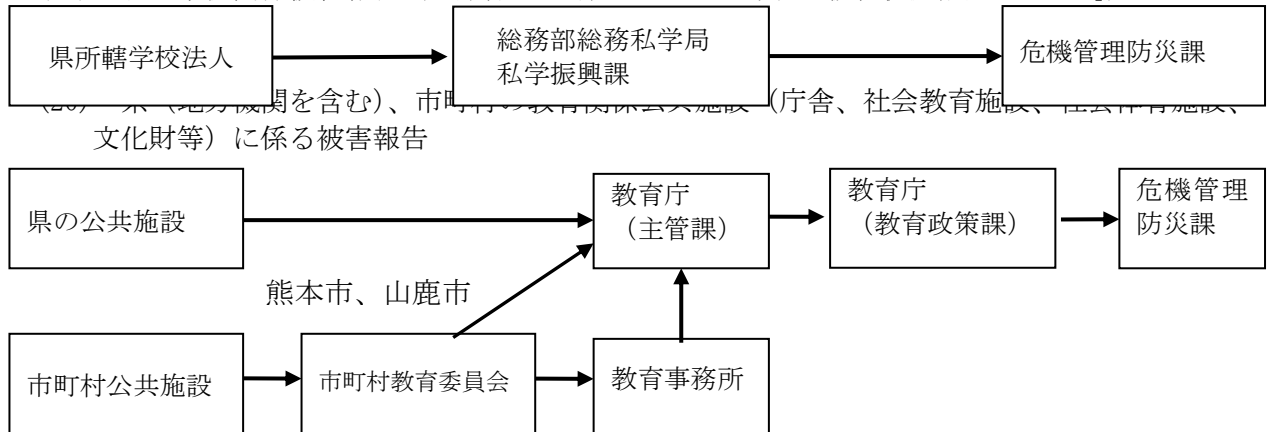 県所轄学校法人
総務部総務私学局
私学振興課
危機管理防災課
文化財等）に係る被害報告
県の公共施設
教育庁
（主管課）
教育庁
（教育政策課）
危機管理
防災課
熊本市、山鹿市
市町村公共施設
市町村教育委員会
教育事務所